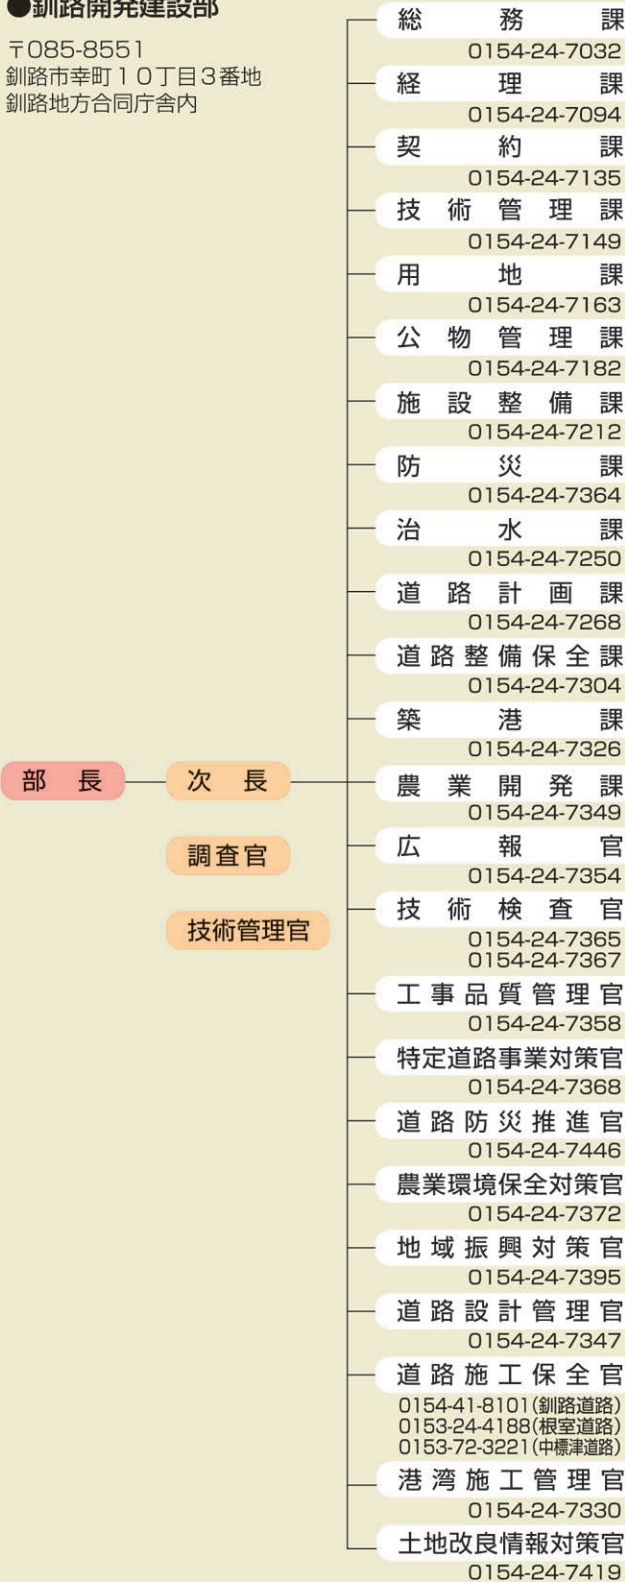 ●釧路開発建設部
〒085-8551
釧路市幸町１０丁目３番地
釧路地方合同庁舎内
部長
次長
調査官
技術管理官
総務課
0154-24-7032
経理課
0154-24-7094
契約課
0154-24-7135
技術管理課
0154-24-7149
用地課
0154-24-7163
公物管理課
0154-24-7182
施設整備課
0154-24-7212
防災課
0154-24-7364
治水課
0154-24-7250
道路計画課
0154-24-7268
道路整備保全課
0154-24-7304
築港課
0154-24-7326
農業開発課
0154-24-7349
広報官
0154-24-7354
技術検査官
0154-24-7365
0154-24-7367
工事品質管理官
0154-24-7358
特定道路事業対策官
0154-24-7368
道路防災推進官
0154-24-7446
農業環境保全対策官
0154-24-7372
地域振興対策官
0154-24-7395
道路設計管理官
0154-24-7347
道路施工保全官
0154-41-8101(釧路道路)
0153-24-4188(根室道路)
0153-72-3221(中標津道路)
港湾施工管理官
0154-24-7330
土地改良情報対策官
0154-24-7419